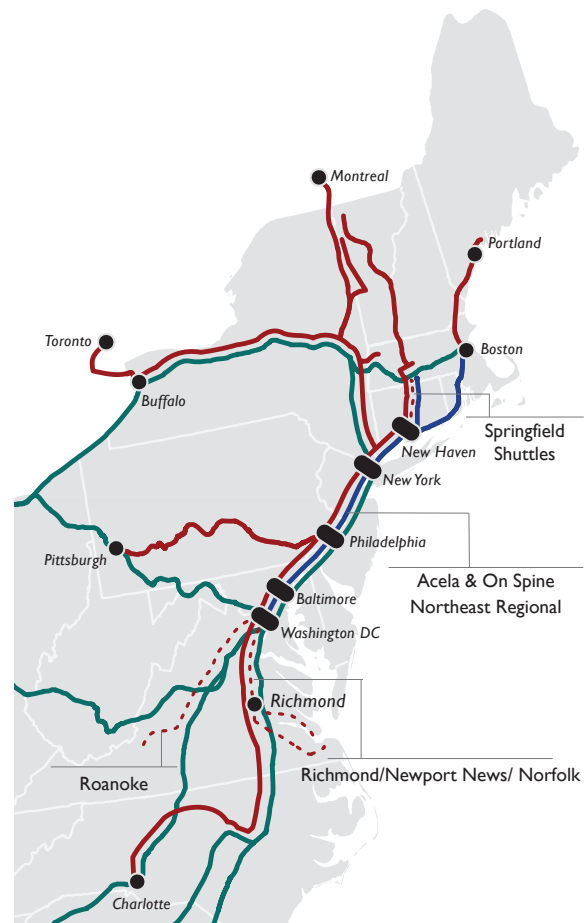 Montreal
Portland
Toronto
Boston
Buffalo
New Haven
Springfield
Shuttles
New York
Philadelphia
Pittsburgh
Acela & On Spine
Northeast Regional
Baltimore
Washington DC
Richmond
Roanoke
Richmond/Newport News/ Norfolk
Charlotte